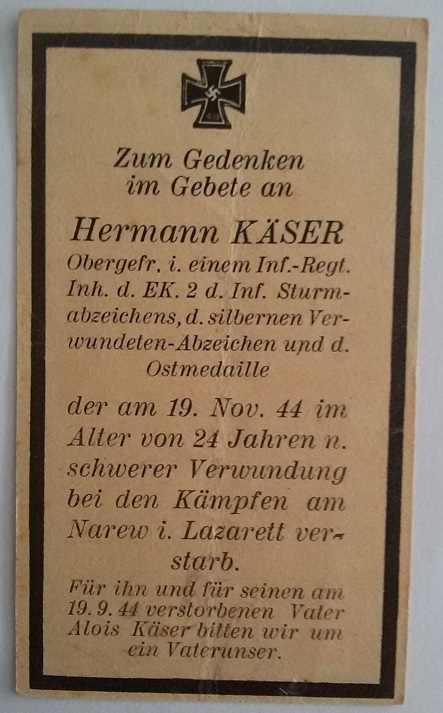 Zum Gedenken
im Gebete an
Hermann KÄSER
Obergefr. i. einem Inf.-Regt.
Inh. d. EK. 2 d. Inf. Sturm-
abzeichens, d. silbernen Ver-
wundeten-Abzeichen und d.
Ostmedaille
der am 19. Nov. 44 im
Alter von 24 Jahren n.
schwerer Verwundung
bei den Kämpfen am
Narew i. Lazarett ver-
starb.
Für ihn und für seinen am
19. 9. 44 verstorbenen Vater
Alois Käser bitten wir um
ein Vaterunser.